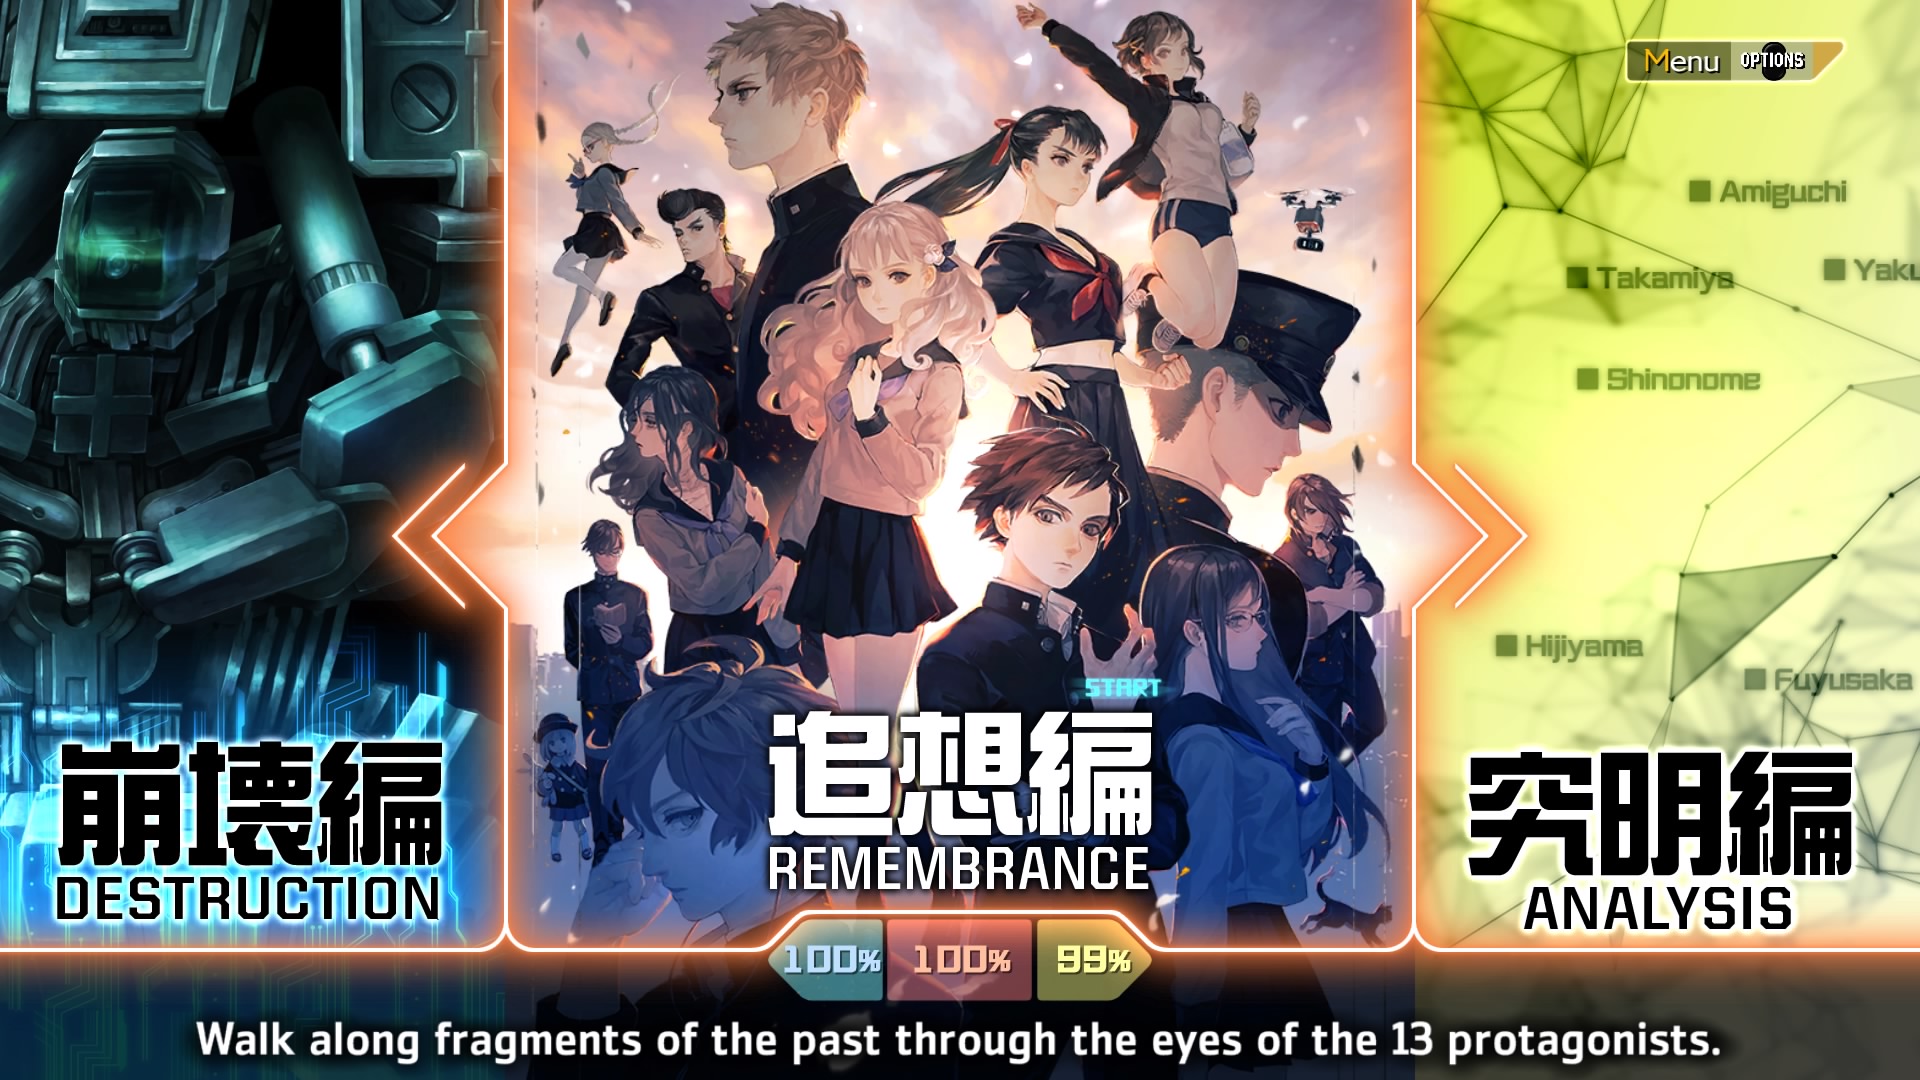 Menu OPTIONS
Amiguchi
Takamiya
Yaku
Shinonome
Hijiyama
Fuyusaka
START
崩壊編
DESTRUCTION
追想編
REMEMBRANCE
究明編
ANALYSIS
100% 100% 99%
Walk along fragments of the past through the eyes of the 13 protagonists.